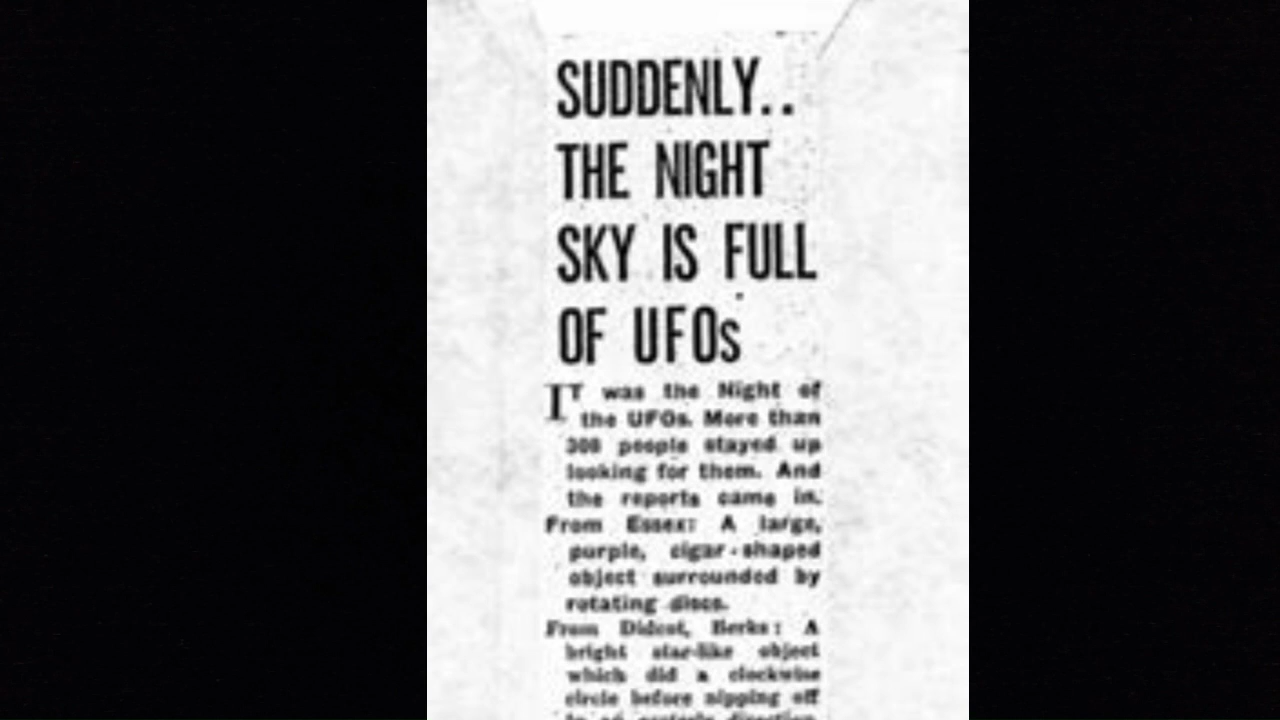 SUDDENLY..
THE NIGHT
SKY IS FULL
OF UFOs
IT was the Night of
the UFOs. More than
300 people stayed up
looking for them. And
the reports came in.
From Essex: A large,
purple, cigar-shaped
object surrounded by
rotating discs.
From Didcot, Berks: A
bright star-like object
which did a clockwise
circle before nipping off
direction